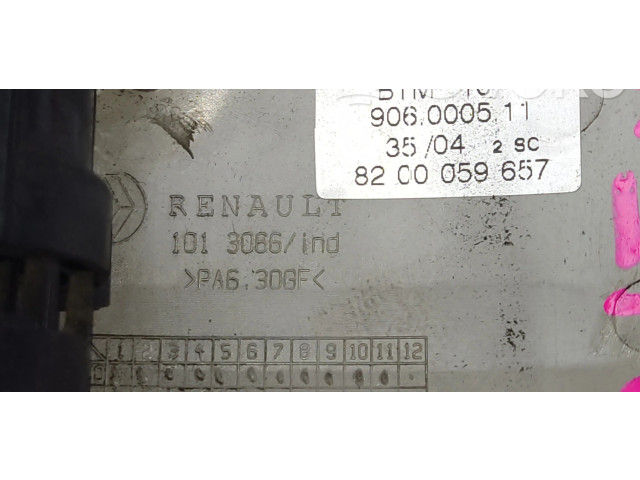 906.0005.11
35/04 2 SC
82 00 059 657
RENAULT
101 3086/ind
>PA6.30GF<
1 2 3 4 5 6 7 8 9 10 11 12